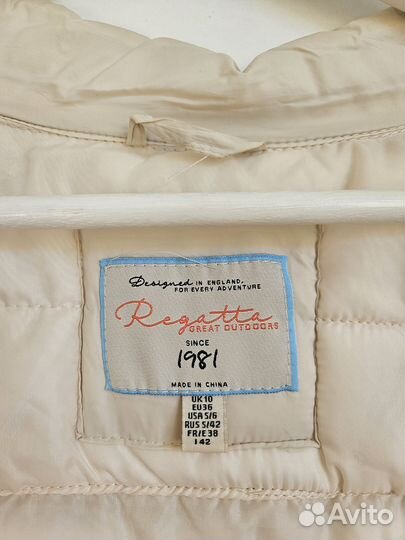 Designed IN ENGLAND,
FOR EVERY ADVENTURE
Regatta
GREAT OUTDOORS
SINCE
1981
MADE IN CHINA
UK10
EU36
USA S/6
RUS S/42
FR/E 38
I 42
Avito